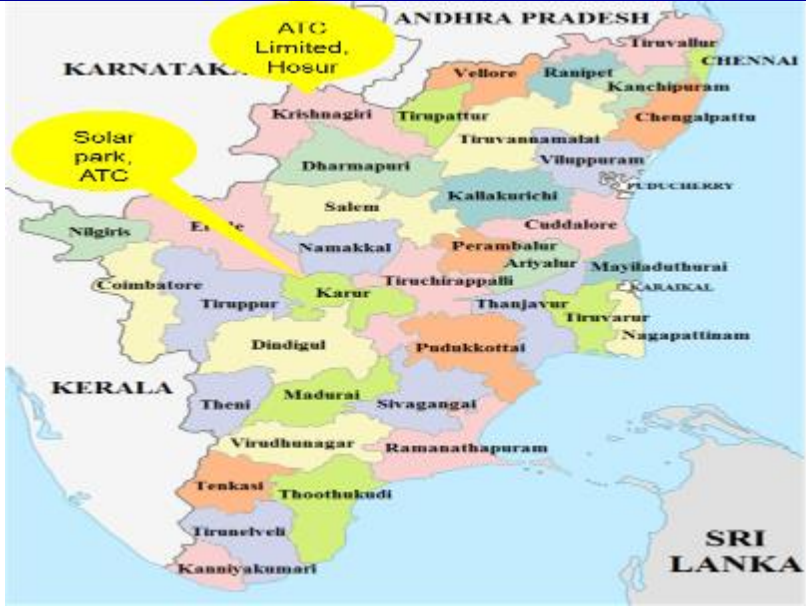 ATC
Limited,
Hosur
ANDHRA PRADESH
Tiruvallur
CHENNAI
KARNATAKA
Vellore
Ranipet
Kanchipuram
Krishnagiri
Tirupattur
Chengalpattu
Solar
park,
ATC
Tiruvannamalai
Viluppuram
Dharmapuri
PUDUCHERRY
Kallakurichi
Salem
Cuddalore
Nilgiris
Namakkal
Perambalur
Ariyalur
Mayiladuthurai
Coimbatore
Tiruchirappalli
KARAIKAL
Karur
Tiruppur
Thanjavur
Tiruvarur
Nagapattinam
Dindigul
Pudukkottai
KERALA
Madurai
Theni
Sivagangai
Virudhunagar
Ramanathapuram
Tenkasi
Thoothukudi
Tirunelveli
SRI
LANKA
Kanniyakumari